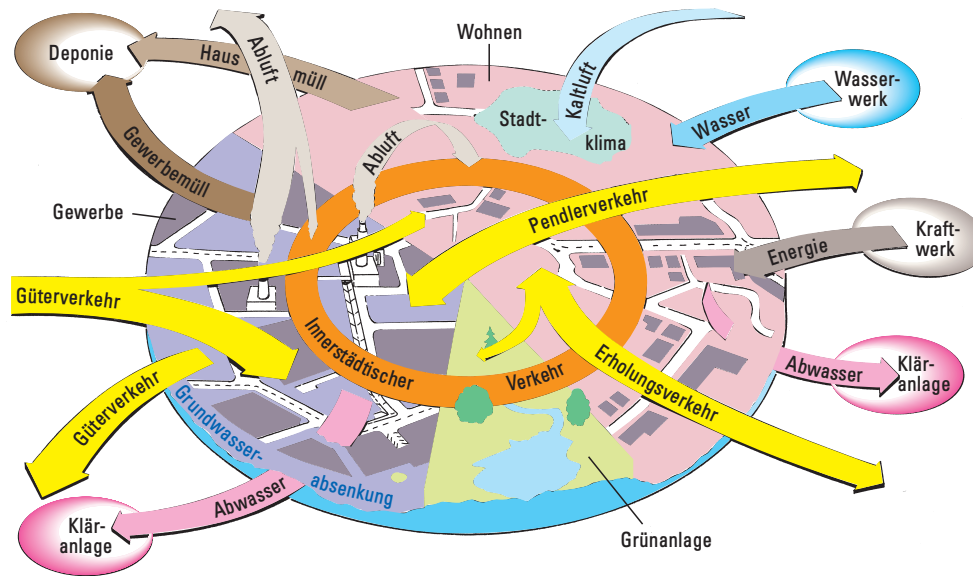 Deponie
Haus
müll
Abluft
Wohnen
Kaltluft
Wasser-
werk
Wasser
Stadt-
klima
Abluft
Gewerbemüll
Gewerbe
Pendlerverkehr
Energie
Kraft-
werk
Güterverkehr
Innerstädtischer
Verkehr
Erholungsverkehr
Abwasser
Klär-
anlage
Güterverkehr
Grundwasser-
absenkung
Abwasser
Klär-
anlage
Grünanlage